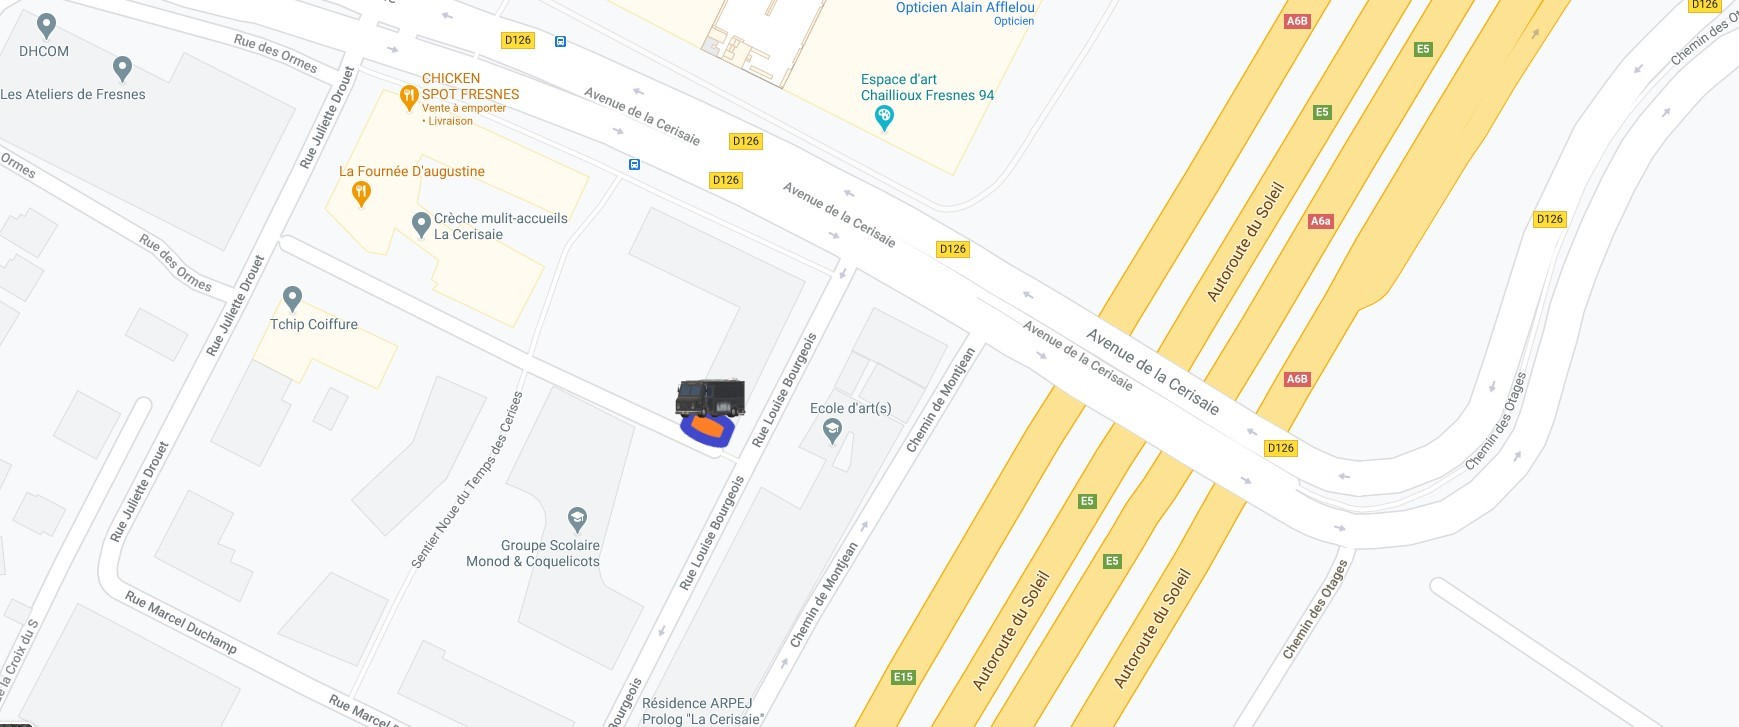 D126
DHCOM
Rue des Ormes
Les Ateliers de Fresnes
Rue Juliette Drouet
CHICKEN
SPOT FRESNES
Vente à emporter
• Livraison
D126
Avenue de la Cerisaie
D126
D126
Opticien Alain Afflelou
Opticien
Espace d'art
Chaillioux Fresnes 94
A6B
E5
E5
Chemin des
La Fournée D'augustine
Crèche mulit-accueils
La Cerisaie
Ormes
Rue des Ormes
Rue Juliette Drouet
Tchip Coiffure
Avenue de la Cerisaie
D126
Autoroute du Soleil
A6a
D126
Avenue de la Cerisaie
Avenue de la Cerisaie
A6B
D126
Chemin des Otages
Rue Louise Bourgeois
Ecole d'art(s)
Chemin de Montjean
Sentier Noue du Temps des Cerises
Rue Juliette Drouet
Groupe Scolaire
Monod & Coquelicots
Rue Louise Bourgeois
E5
E5
Chemin de Montjean
Autoroute du Soleil
Autoroute du Soleil
Chemin des Otages
Rue Marcel Duchamp
la Croix du S
Rue Marcel
Bourgeois
Résidence ARPEJ
Prolog "La Cerisaie"
E15